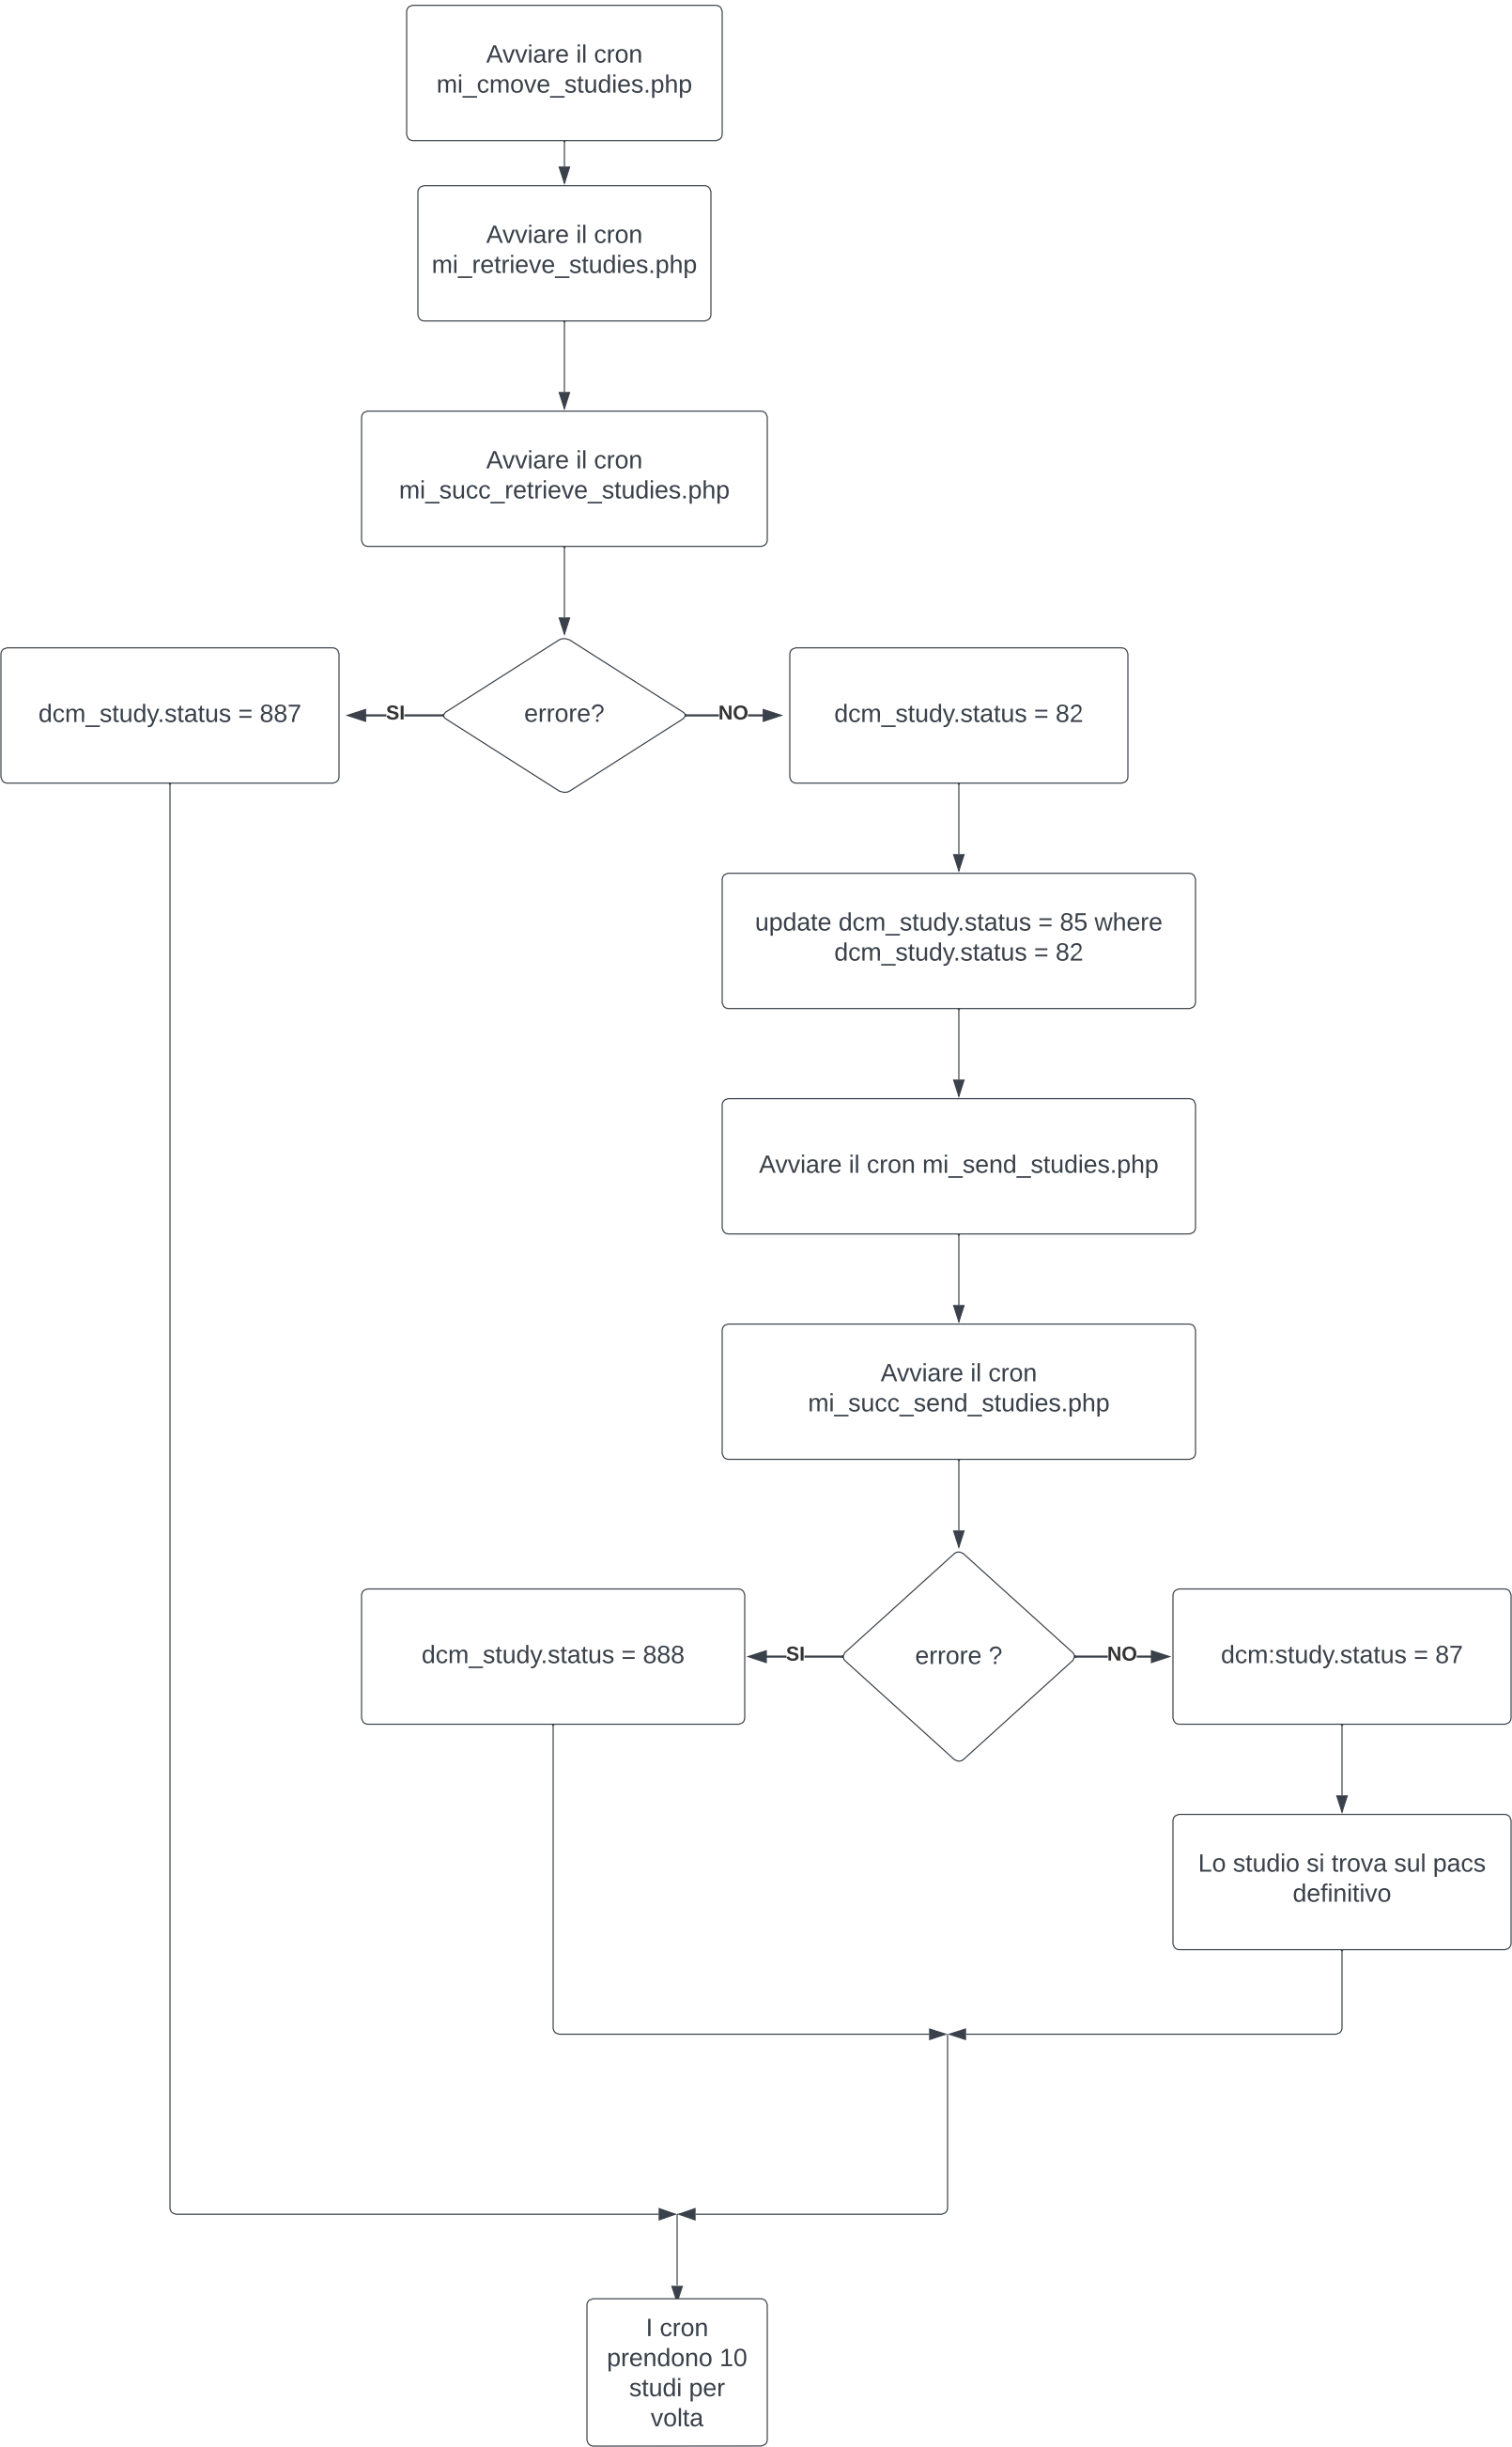 Avviare il cron
mi_cmove_studies.php
Avviare il cron
mi_retrieve_studies.php
Avviare il cron
mi_succ_retrieve_studies.php
dcm_study.status = 887
SI
errore?
NO
dcm_study.status = 82
update dcm_study.status = 85 where
dcm_study.status = 82
Avviare il cron mi_send_studies.php
Avviare il cron
mi_succ_send_studies.php
dcm_study.status = 888
SI
errore ?
NO
dcm:study.status = 87
Lo studio si trova sul pacs
definitivo
I cron
prendono 10
studi per
volta